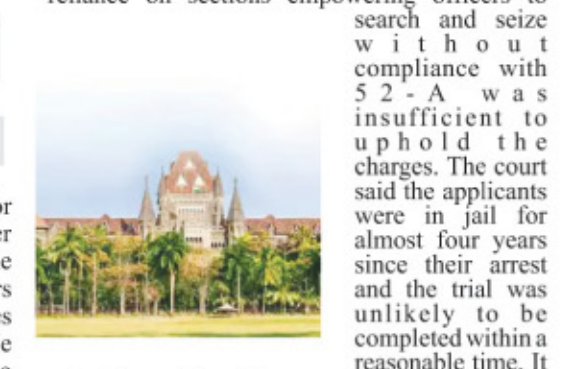 reliance on sections empowering officers to
search and seize
without
compliance with
52-A was
insufficient to
uphold the
charges. The court
said the applicants
were in jail for
almost four years
since their arrest
and the trial was
unlikely to be
completed within a
reasonable time. It